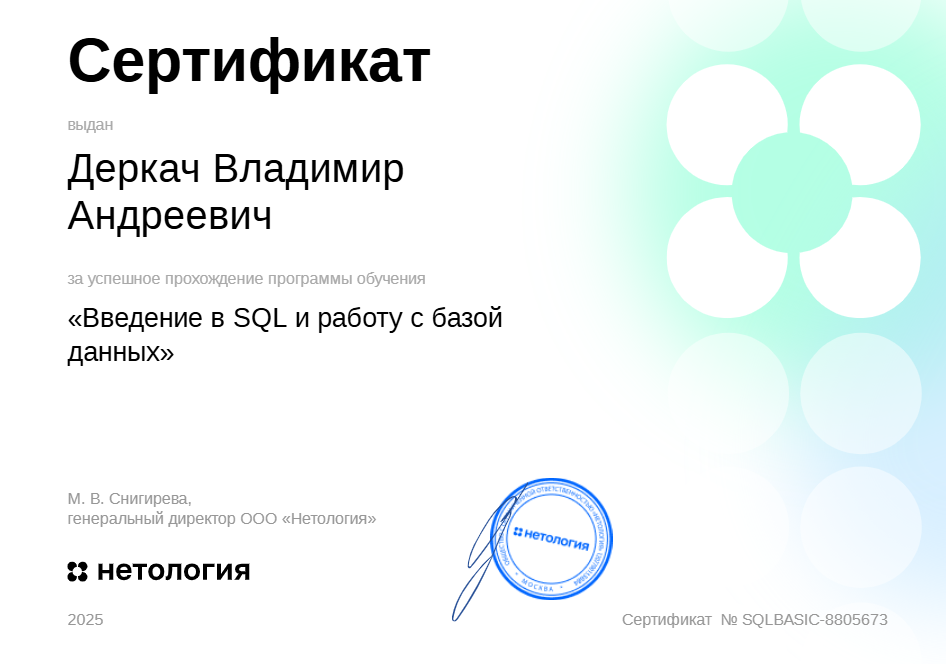 Сертификат
выдан
Деркач Владимир
Андреевич
за успешное прохождение программы обучения
«Введение в SQL и работу с базой
данных»
М. В. Снигирева,
генеральный директор ООО «Нетология»
нетология
нетология
МОСКВА
2025
Сертификат № SQLBASIC-8805673